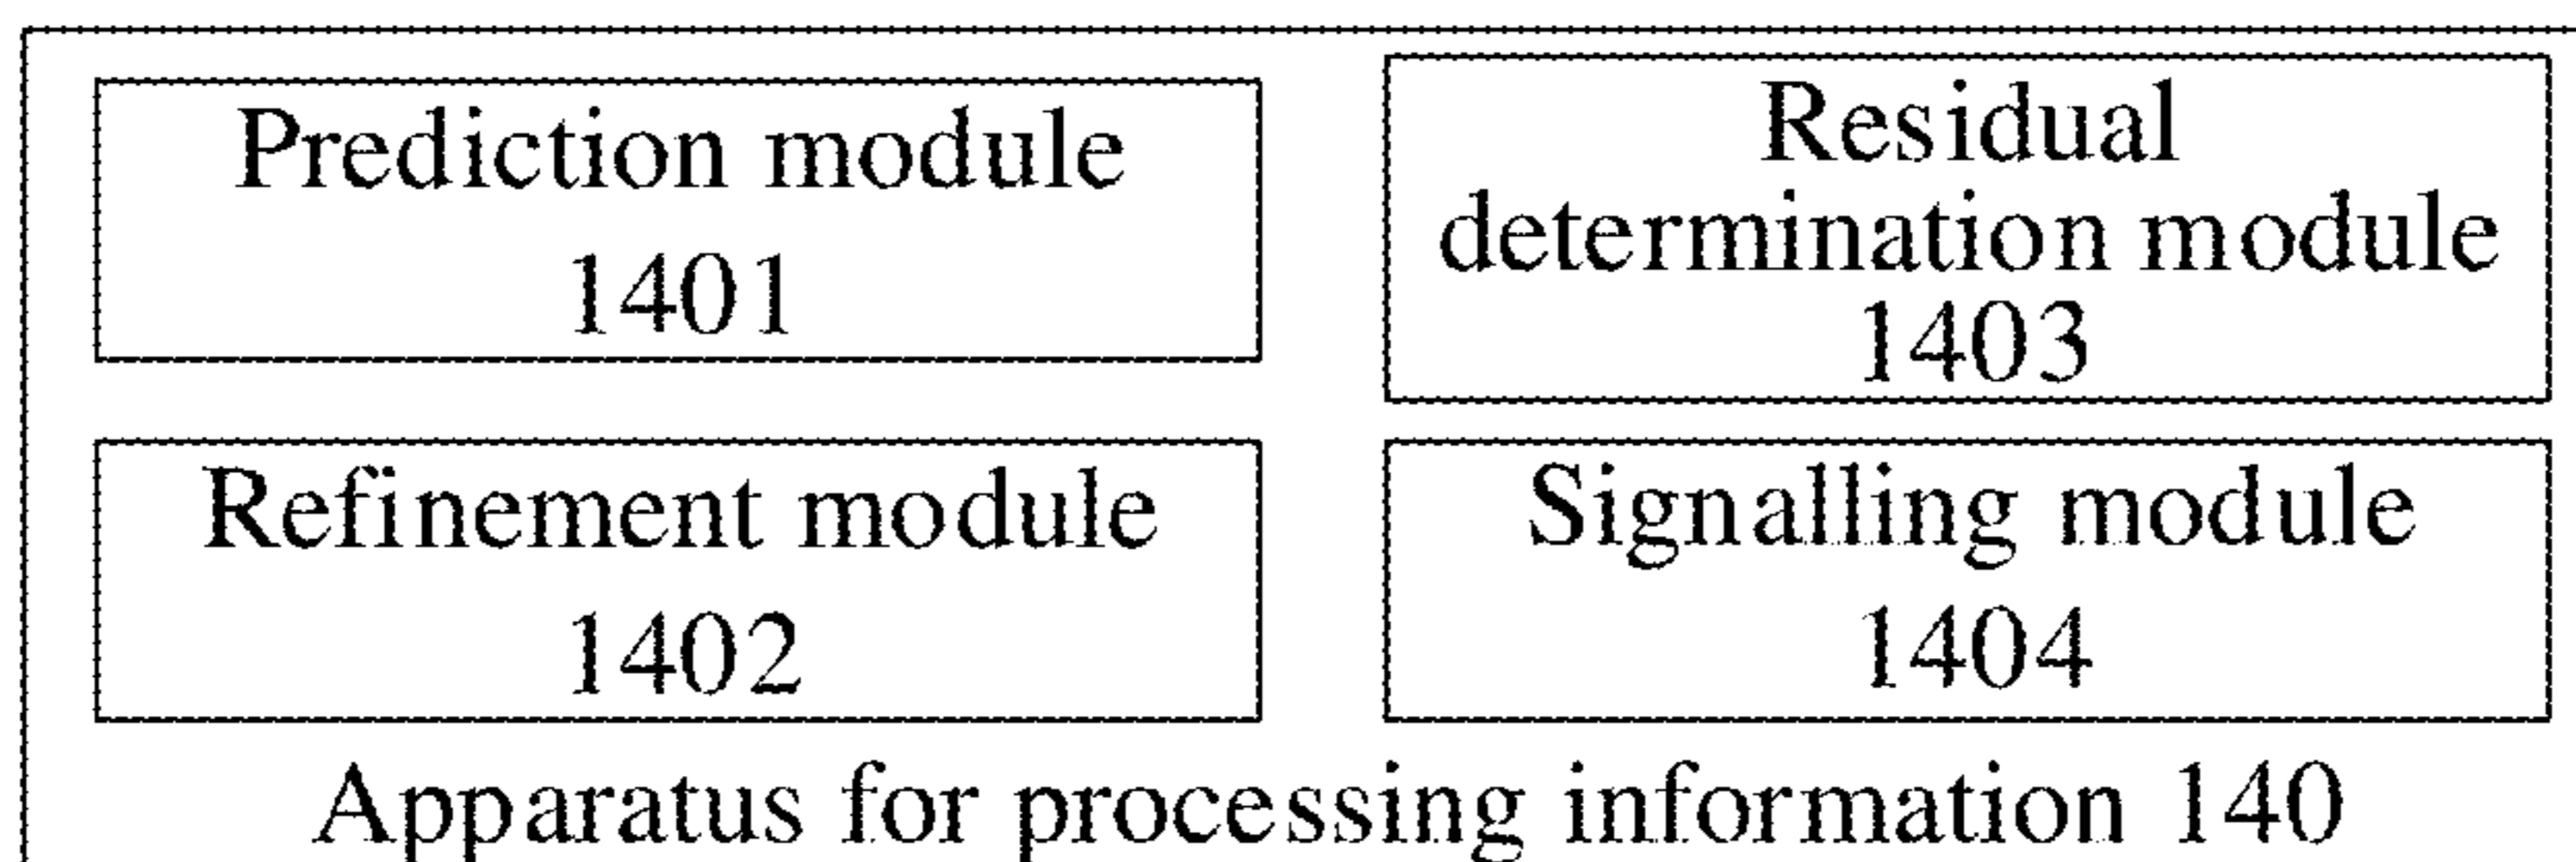 Prediction module
1401
Residual
determination module
1403
Refinement module
1402
Signalling module
1404
Apparatus for processing information 140